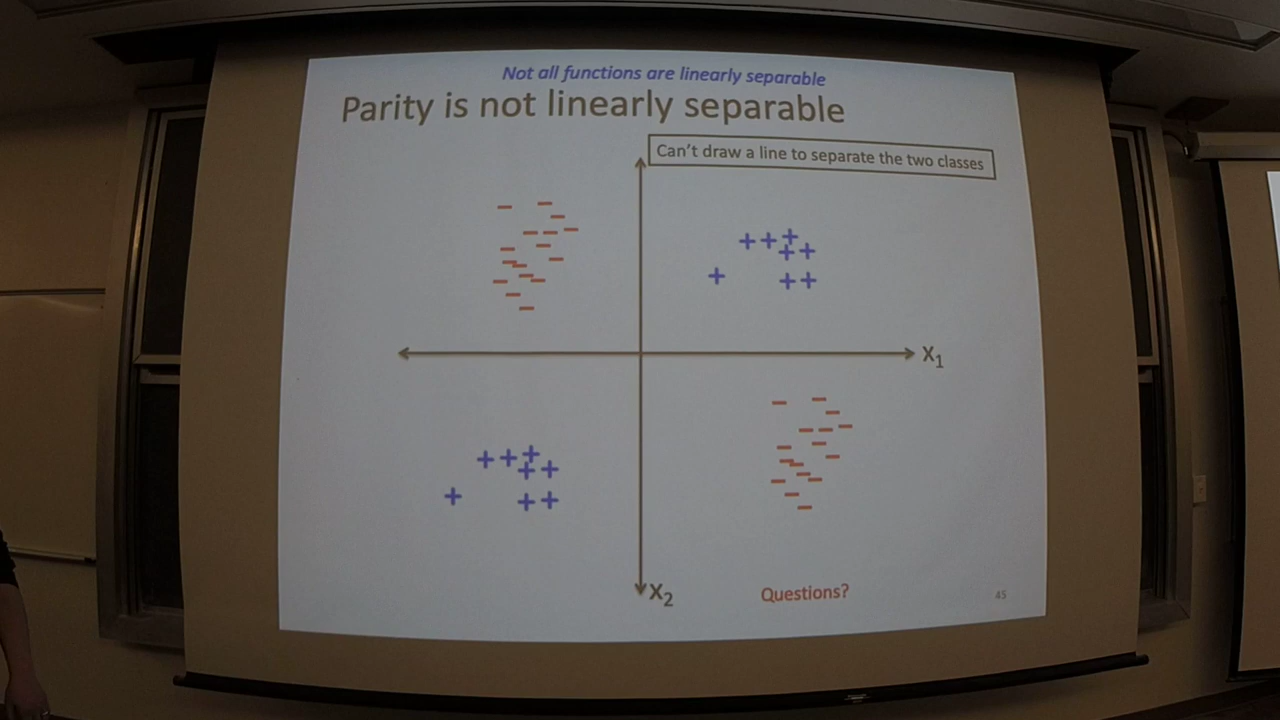 Not all functions are linearly separable
Parity is not linearly separable
Can't draw a line to separate the two classes
X1
X2
Questions?
45